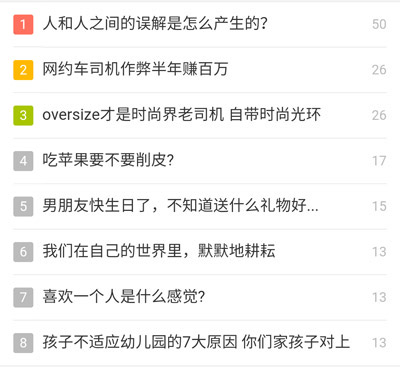 1 人和人之间的误解是怎么产生的？ 50
2 网约车司机作弊半年赚百万 26
3 oversize才是时尚界老司机 自带时尚光环 26
4 吃苹果要不要削皮？ 17
5 男朋友快生日了，不知道送什么礼物好... 15
6 我们在自己的世界里，默默地耕耘 13
7 喜欢一个人是什么感觉？ 13
8 孩子不适应幼儿园的7大原因 你们家孩子对上 13